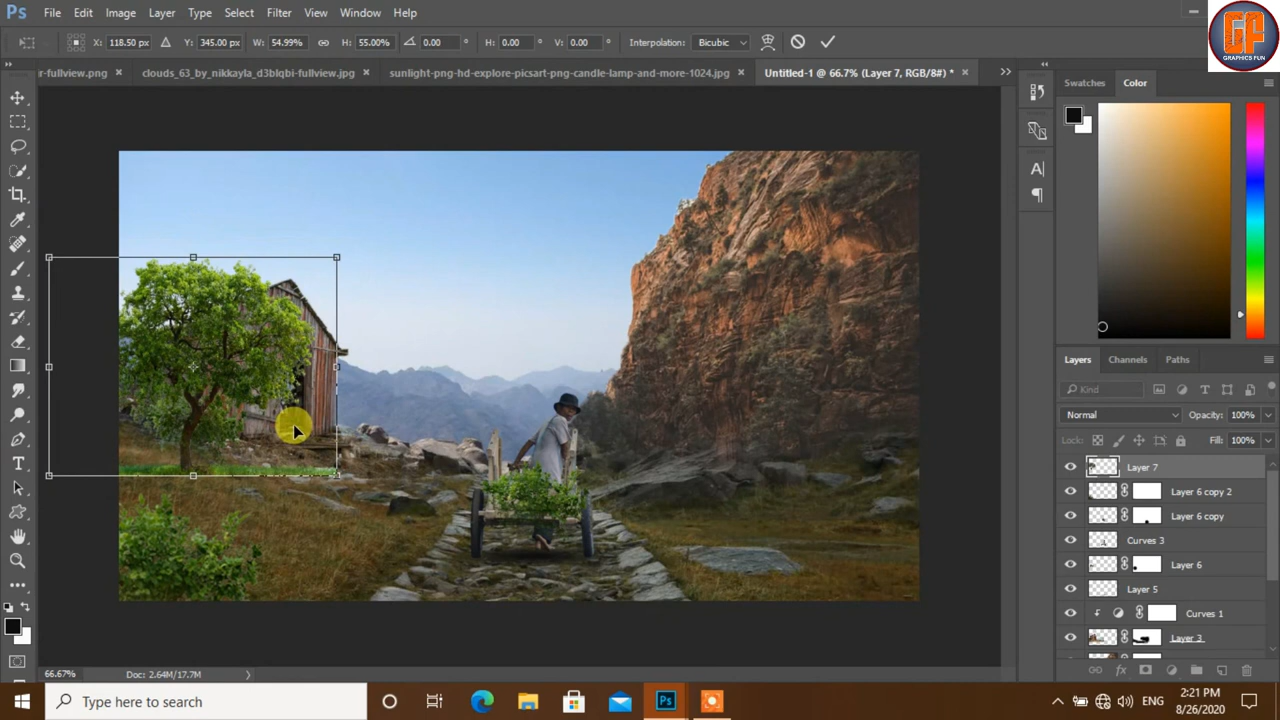 Ps File Edit Image Layer Type Select Filter View Window Help
GF
GRAPHICS FUN
X: 118.50 px Y: 345.00 px W: 54.99% H: 55.00% 0.00 ° H: 0.00 ° V: 0.00 ° Interpolation: Bicubic
ir-fullview.png × clouds_63_by_nikkayla_d3blqbi-fullview.jpg × sunlight-png-hd-explore-picsart-png-candle-lamp-and-more-1024.jpg × Untitled-1 @ 66.7% (Layer 7, RGB/8#) * ×
Swatches Color
Layers Channels Paths
Kind
Normal Opacity: 100%
Lock: Fill: 100%
Layer 7
Layer 6 copy 2
Layer 6 copy
Curves 3
Layer 6
Layer 5
Curves 1
Layer 3
66.67% Doc: 2.64M/17.7M
Type here to search
Ps
ENG
2:21 PM
8/26/2020